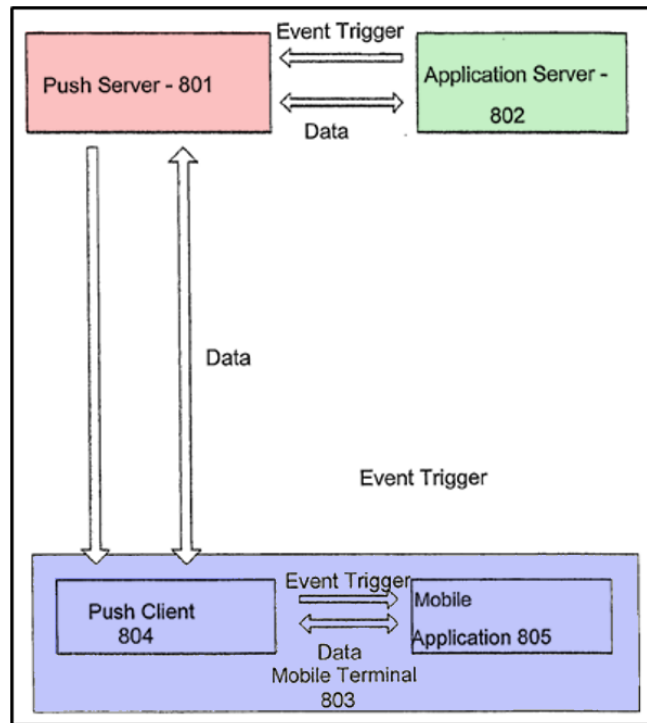 Event Trigger
Push Server - 801
Application Server -
802
Data
Data
Event Trigger
Event Trigger
Push Client
804
Mobile
Application 805
Data
Mobile Terminal
803